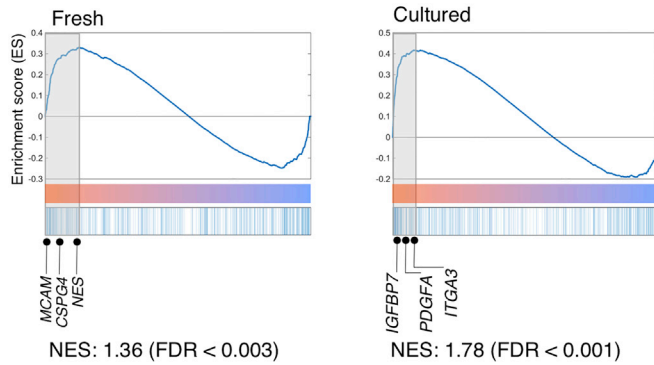 Fresh
Cultured
Enrichment score (ES)
0.4
0.3
0.2
0.1
0
-0.1
-0.2
-0.3
0.5
0.4
0.3
0.2
0.1
0
-0.1
0.2
MCAM
CSPG4
NES
IGFBP7
PDGFA
ITGA3
NES: 1.36 (FDR < 0.003)
NES: 1.78 (FDR < 0.001)